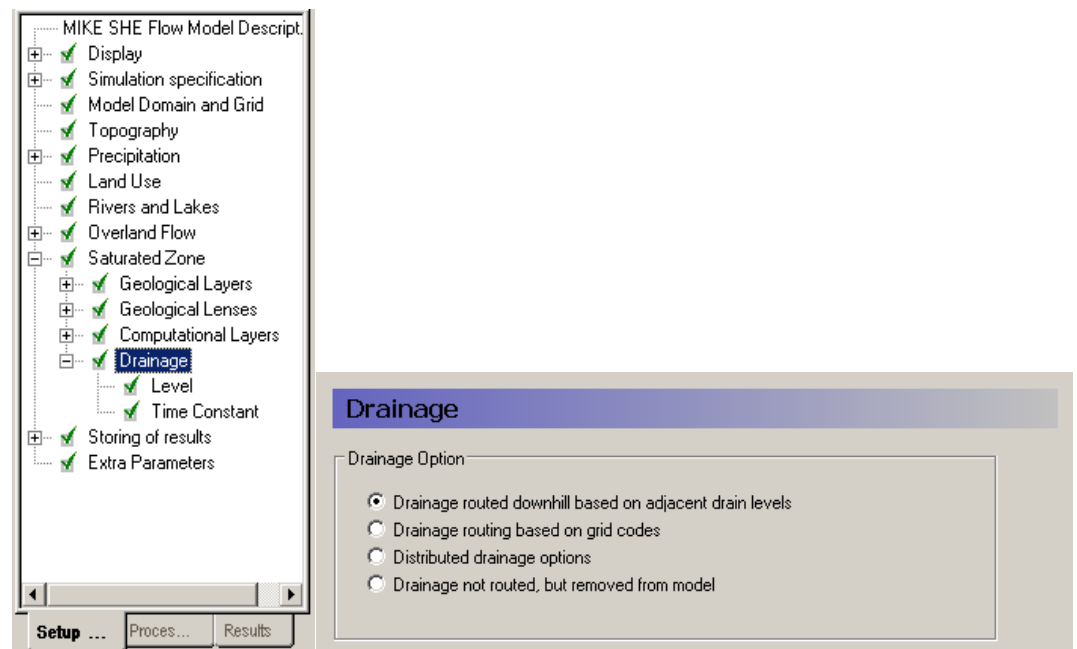 MIKE SHE Flow Model Descript.
Display
Simulation specification
Model Domain and Grid
Topography
Precipitation
Land Use
Rivers and Lakes
Overland Flow
Saturated Zone
Geological Layers
Geological Lenses
Computational Layers
Drainage
Level
Time Constant
Storing of results
Extra Parameters
Setup ...
Proces...
Results
Drainage
Drainage Option
Drainage routed downhill based on adjacent drain levels
Drainage routing based on grid codes
Distributed drainage options
Drainage not routed, but removed from model